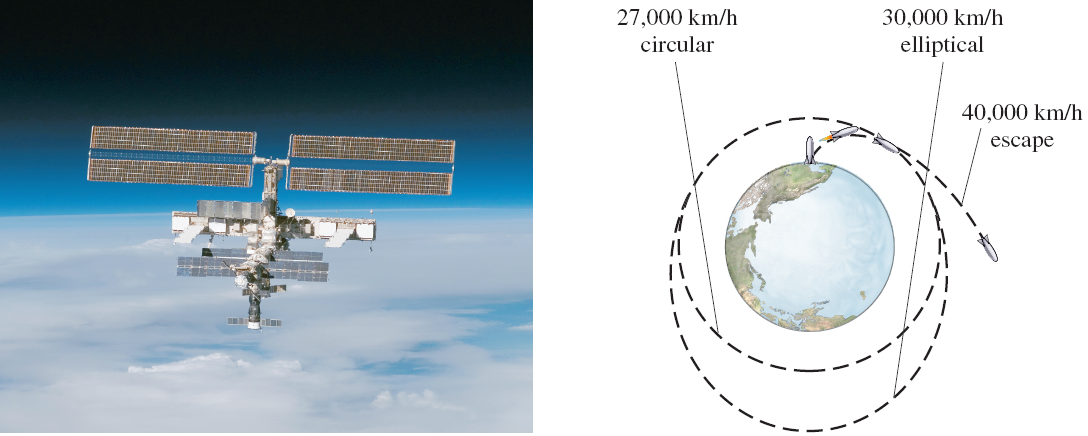 27,000 km/h
circular
30,000 km/h
elliptical
40,000 km/h
escape